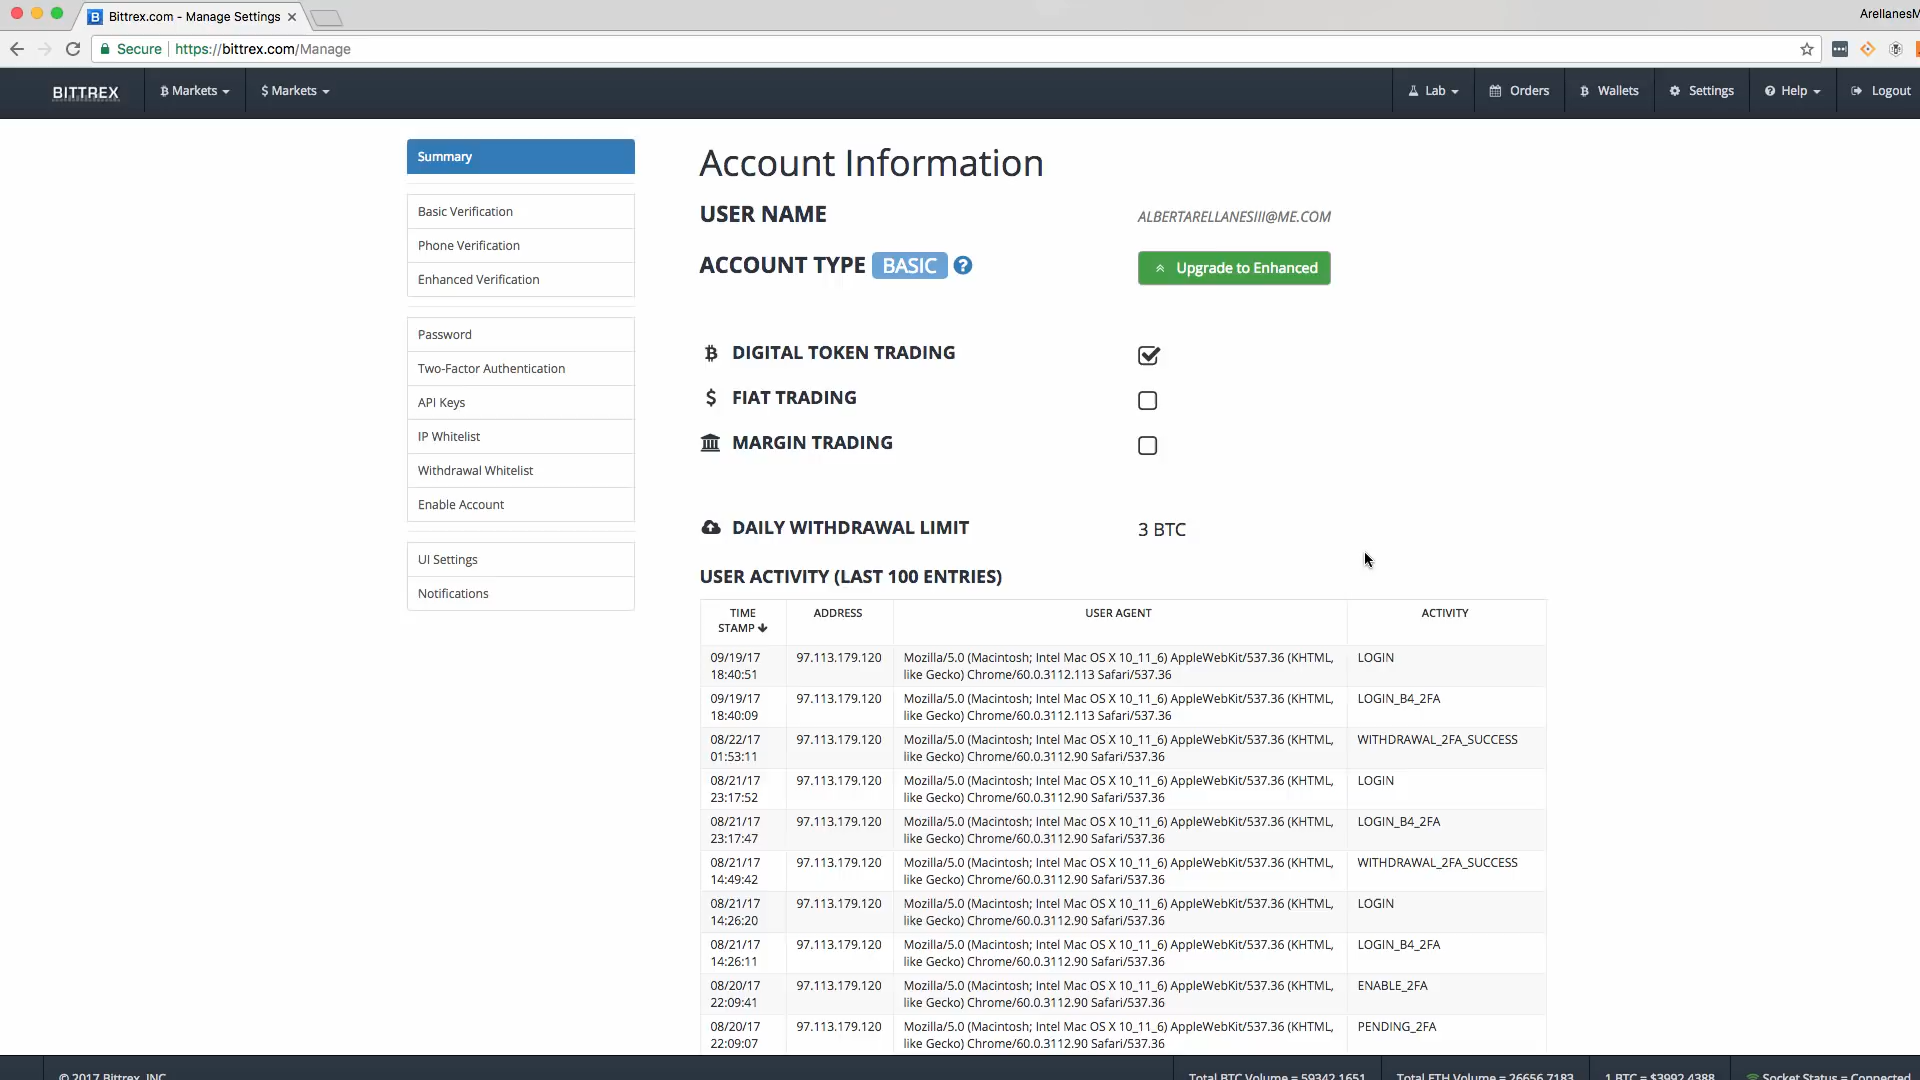 Bittrex.com - Manage Settings
ArellanesM
Secure https://bittrex.com/Manage
BITTREX
Markets
$ Markets
Lab
Orders
Wallets
Settings
Help
Logout
Summary
Basic Verification
Phone Verification
Enhanced Verification
Password
Two-Factor Authentication
API Keys
IP Whitelist
Withdrawal Whitelist
Enable Account
UI Settings
Notifications
Account Information
USER NAME ALBERTARELLANESIII@ME.COM
ACCOUNT TYPE BASIC ? Upgrade to Enhanced
DIGITAL TOKEN TRADING
$ FIAT TRADING
MARGIN TRADING
DAILY WITHDRAWAL LIMIT 3 BTC
USER ACTIVITY (LAST 100 ENTRIES)
TIME STAMP ADDRESS USER AGENT ACTIVITY
09/19/17 97.113.179.120 Mozilla/5.0 (Macintosh; Intel Mac OS X 10_11_6) AppleWebKit/537.36 (KHTML, LOGIN
18:40:51 like Gecko) Chrome/60.0.3112.113 Safari/537.36
09/19/17 97.113.179.120 Mozilla/5.0 (Macintosh; Intel Mac OS X 10_11_6) AppleWebKit/537.36 (KHTML, LOGIN_B4_2FA
18:40:09 like Gecko) Chrome/60.0.3112.113 Safari/537.36
08/22/17 97.113.179.120 Mozilla/5.0 (Macintosh; Intel Mac OS X 10_11_6) AppleWebKit/537.36 (KHTML, WITHDRAWAL_2FA_SUCCESS
01:53:11 like Gecko) Chrome/60.0.3112.90 Safari/537.36
08/21/17 97.113.179.120 Mozilla/5.0 (Macintosh; Intel Mac OS X 10_11_6) AppleWebKit/537.36 (KHTML, LOGIN
23:17:52 like Gecko) Chrome/60.0.3112.90 Safari/537.36
08/21/17 97.113.179.120 Mozilla/5.0 (Macintosh; Intel Mac OS X 10_11_6) AppleWebKit/537.36 (KHTML, LOGIN_B4_2FA
23:17:47 like Gecko) Chrome/60.0.3112.90 Safari/537.36
08/21/17 97.113.179.120 Mozilla/5.0 (Macintosh; Intel Mac OS X 10_11_6) AppleWebKit/537.36 (KHTML, WITHDRAWAL_2FA_SUCCESS
14:49:42 like Gecko) Chrome/60.0.3112.90 Safari/537.36
08/21/17 97.113.179.120 Mozilla/5.0 (Macintosh; Intel Mac OS X 10_11_6) AppleWebKit/537.36 (KHTML, LOGIN
14:26:20 like Gecko) Chrome/60.0.3112.90 Safari/537.36
08/21/17 97.113.179.120 Mozilla/5.0 (Macintosh; Intel Mac OS X 10_11_6) AppleWebKit/537.36 (KHTML, LOGIN_B4_2FA
14:26:11 like Gecko) Chrome/60.0.3112.90 Safari/537.36
08/20/17 97.113.179.120 Mozilla/5.0 (Macintosh; Intel Mac OS X 10_11_6) AppleWebKit/537.36 (KHTML, ENABLE_2FA
22:09:41 like Gecko) Chrome/60.0.3112.90 Safari/537.36
08/20/17 97.113.179.120 Mozilla/5.0 (Macintosh; Intel Mac OS X 10_11_6) AppleWebKit/537.36 (KHTML, PENDING_2FA
22:09:07 like Gecko) Chrome/60.0.3112.90 Safari/537.36
© 2017 Bittrex, INC
Total BTC Volume = 59342.1651
Total ETH Volume = 26656.7183
1 BTC = $3992.4388
Socket Status = Connected